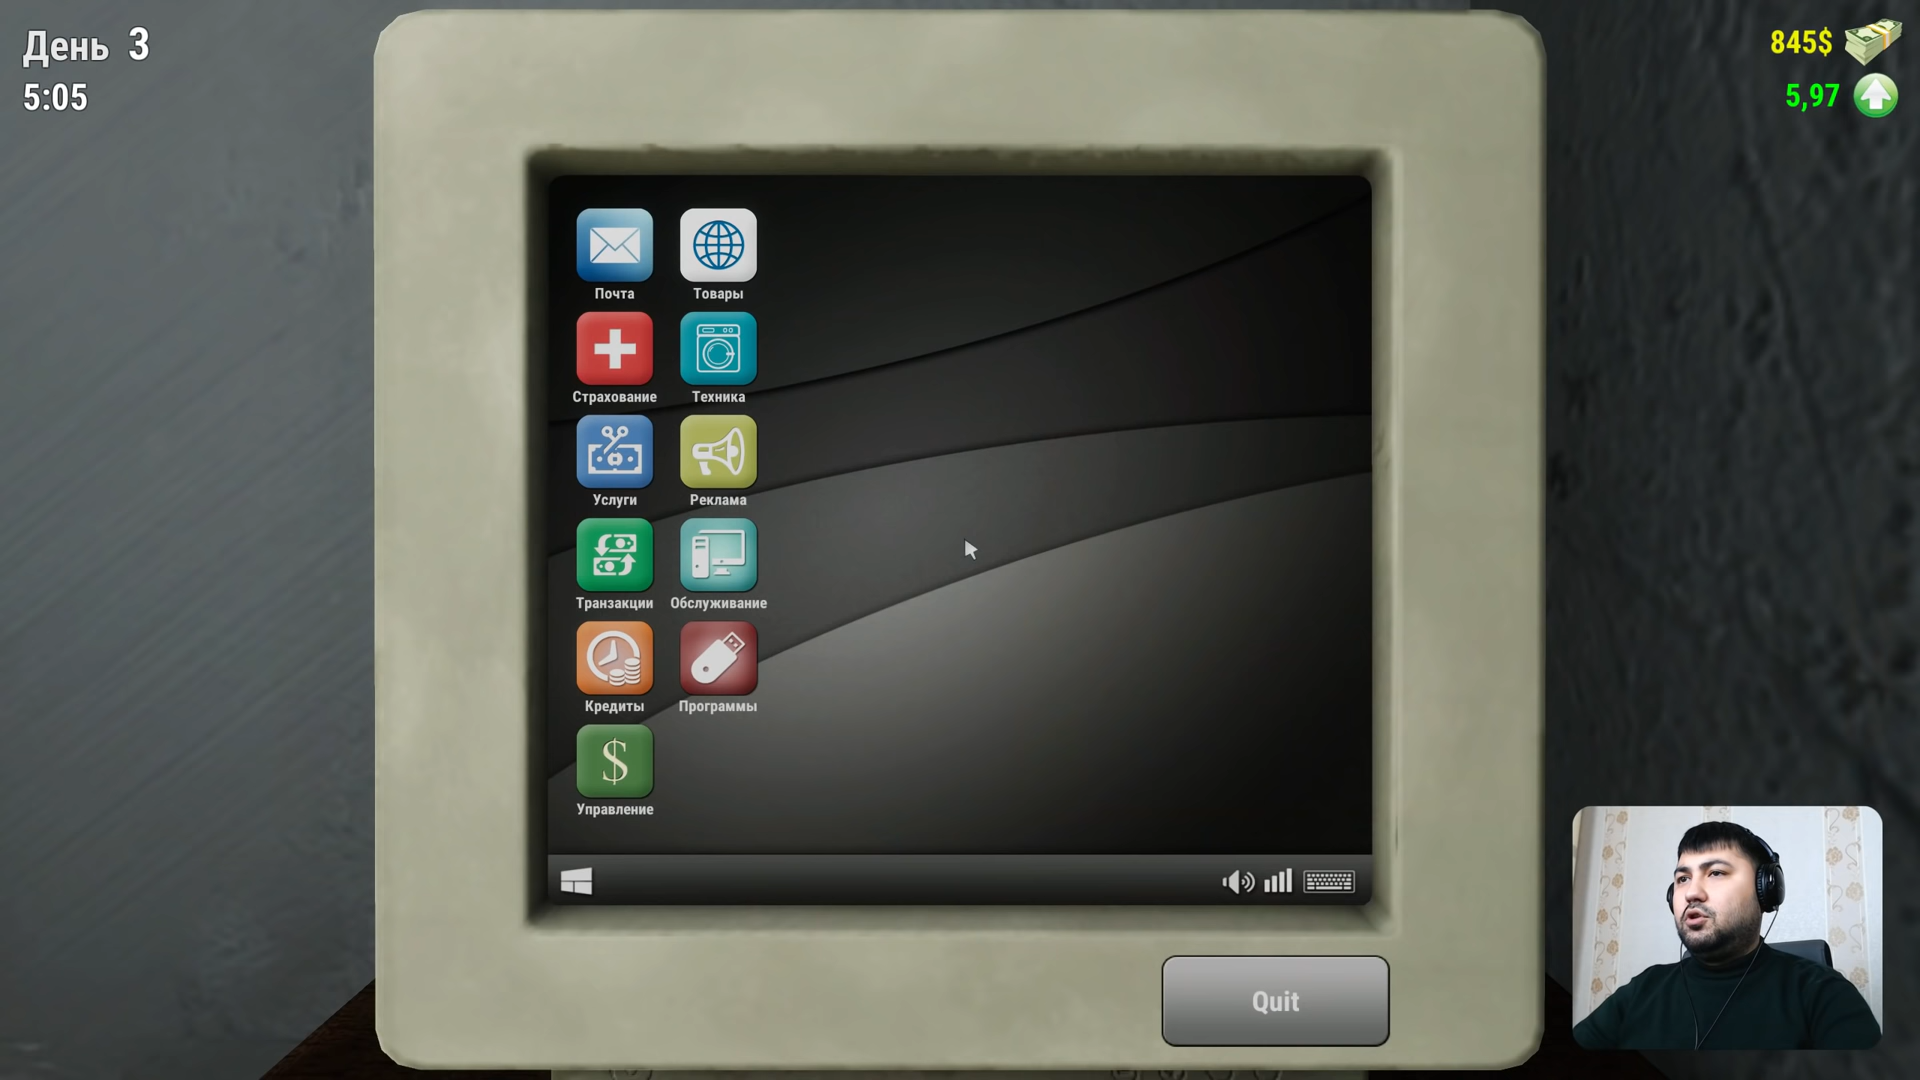 День 3
5:05
845$
5,97
Почта
Товары
Страхование
Техника
Услуги
Реклама
Транзакции
Обслуживание
Кредиты
Программы
$
Управление
Quit